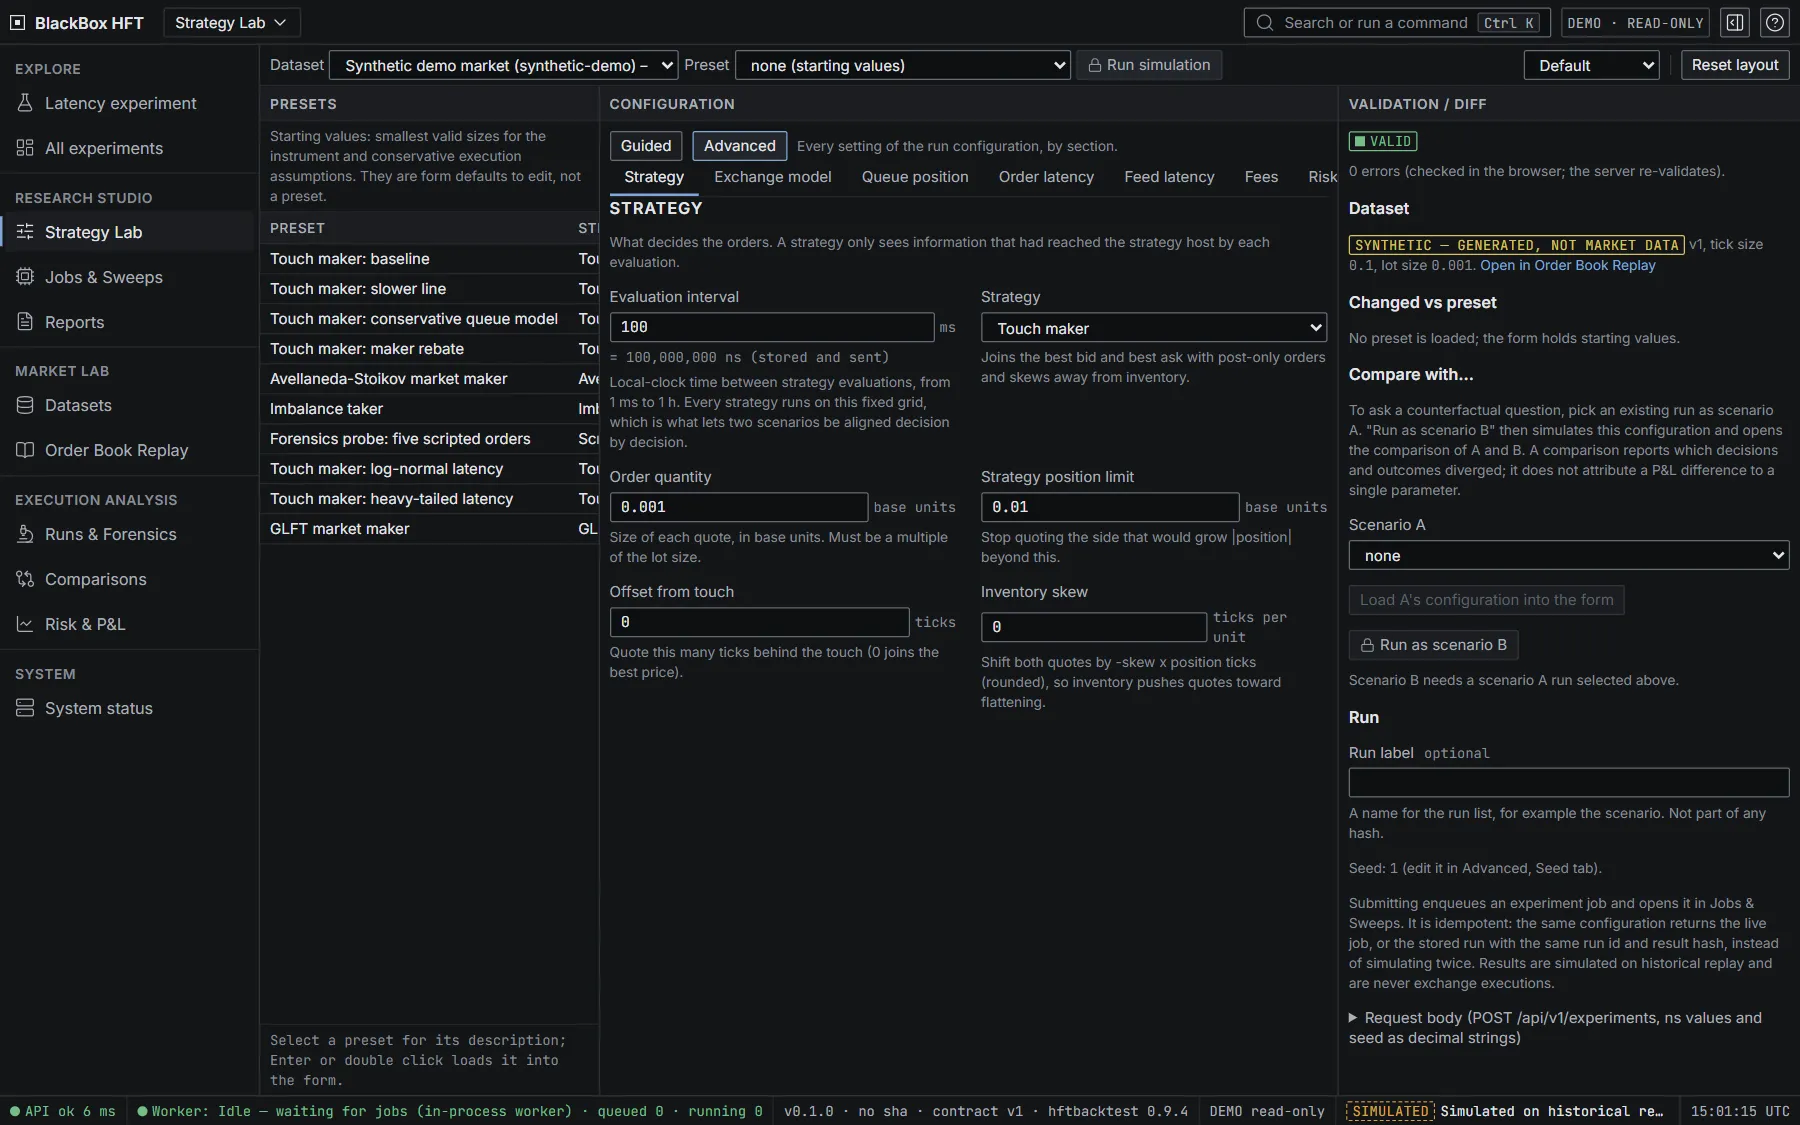 BlackBox HFT
Strategy Lab
Search or run a command Ctrl K
DEMO · READ-ONLY
EXPLORE
Latency experiment
All experiments
RESEARCH STUDIO
Strategy Lab
Jobs & Sweeps
Reports
MARKET LAB
Datasets
Order Book Replay
EXECUTION ANALYSIS
Runs & Forensics
Comparisons
Risk & P&L
SYSTEM
System status
Dataset Synthetic demo market (synthetic-demo) – Preset none (starting values) Run simulation
Default Reset layout
PRESETS
Starting values: smallest valid sizes for the
instrument and conservative execution
assumptions. They are form defaults to edit, not
a preset.
PRESET ST
Touch maker: baseline Tou
Touch maker: slower line Tou
Touch maker: conservative queue model Tou
Touch maker: maker rebate Tou
Avellaneda-Stoikov market maker Ave
Imbalance taker Imb
Forensics probe: five scripted orders Scr
Touch maker: log-normal latency Tou
Touch maker: heavy-tailed latency Tou
GLFT market maker GL
Select a preset for its description;
Enter or double click loads it into
the form.
CONFIGURATION
Guided Advanced Every setting of the run configuration, by section.
Strategy Exchange model Queue position Order latency Feed latency Fees Risk
STRATEGY
What decides the orders. A strategy only sees information that had reached the strategy host by each
evaluation.
Evaluation interval
100 ms
= 100,000,000 ns (stored and sent)
Local-clock time between strategy evaluations, from
1 ms to 1 h. Every strategy runs on this fixed grid,
which is what lets two scenarios be aligned decision
by decision.
Strategy
Touch maker
Joins the best bid and best ask with post-only orders
and skews away from inventory.
Order quantity
0.001 base units
Size of each quote, in base units. Must be a multiple
of the lot size.
Strategy position limit
0.01 base units
Stop quoting the side that would grow |position|
beyond this.
Offset from touch
0 ticks
Quote this many ticks behind the touch (0 joins the
best price).
Inventory skew
0 ticks per
unit
Shift both quotes by -skew x position ticks
(rounded), so inventory pushes quotes toward
flattening.
VALIDATION / DIFF
VALID
0 errors (checked in the browser; the server re-validates).
Dataset
SYNTHETIC — GENERATED, NOT MARKET DATA v1, tick size
0.1, lot size 0.001. Open in Order Book Replay
Changed vs preset
No preset is loaded; the form holds starting values.
Compare with…
To ask a counterfactual question, pick an existing run as scenario
A. "Run as scenario B" then simulates this configuration and opens
the comparison of A and B. A comparison reports which decisions
and outcomes diverged; it does not attribute a P&L difference to a
single parameter.
Scenario A
none
Load A's configuration into the form
Run as scenario B
Scenario B needs a scenario A run selected above.
Run
Run label optional
A name for the run list, for example the scenario. Not part of any
hash.
Seed: 1 (edit it in Advanced, Seed tab).
Submitting enqueues an experiment job and opens it in Jobs &
Sweeps. It is idempotent: the same configuration returns the live
job, or the stored run with the same run id and result hash, instead
of simulating twice. Results are simulated on historical replay and
are never exchange executions.
Request body (POST /api/v1/experiments, ns values and
seed as decimal strings)
API ok 6 ms Worker: Idle — waiting for jobs (in-process worker) · queued 0 · running 0 v0.1.0 · no sha · contract v1 · hftbacktest 0.9.4 DEMO read-only SIMULATED Simulated on historical re… 15:01:15 UTC